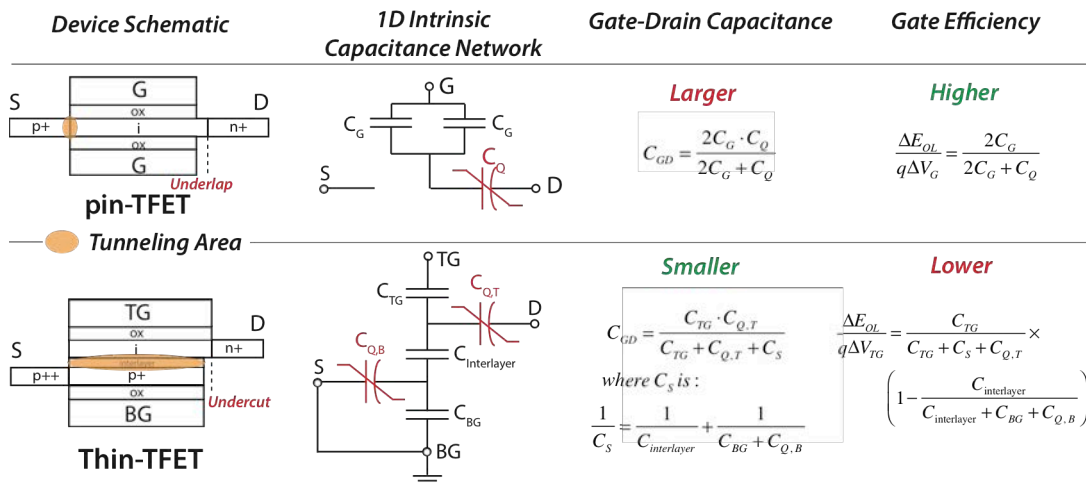 Device Schematic
1D Intrinsic
Capacitance Network
Gate-Drain Capacitance
Gate Efficiency
G
ox
S
D
p+
i
n+
ox
G
Underlap
pin-TFET
G
C_G
C_G
C_Q
S
D
Larger
C_GD = 2C_G · C_Q / 2C_G + C_Q
Higher
ΔE_OL / qΔV_G = 2C_G / 2C_G + C_Q
Tunneling Area
TG
ox
D
i
n+
S
interlayer
p++
p+
ox
BG
Undercut
Thin-TFET
TG
C_TG
C_Q,T
D
C_Q,B
C_Interlayer
S
C_BG
BG
Smaller
C_GD = C_TG · C_Q,T / C_TG + C_Q,T + C_S
where C_S is :
1 / C_S = 1 / C_interlayer + 1 / C_BG + C_Q,B
Lower
ΔE_OL / qΔV_TG = C_TG / C_TG + C_S + C_Q,T ×
(1 − C_interlayer / C_interlayer + C_BG + C_Q,B)